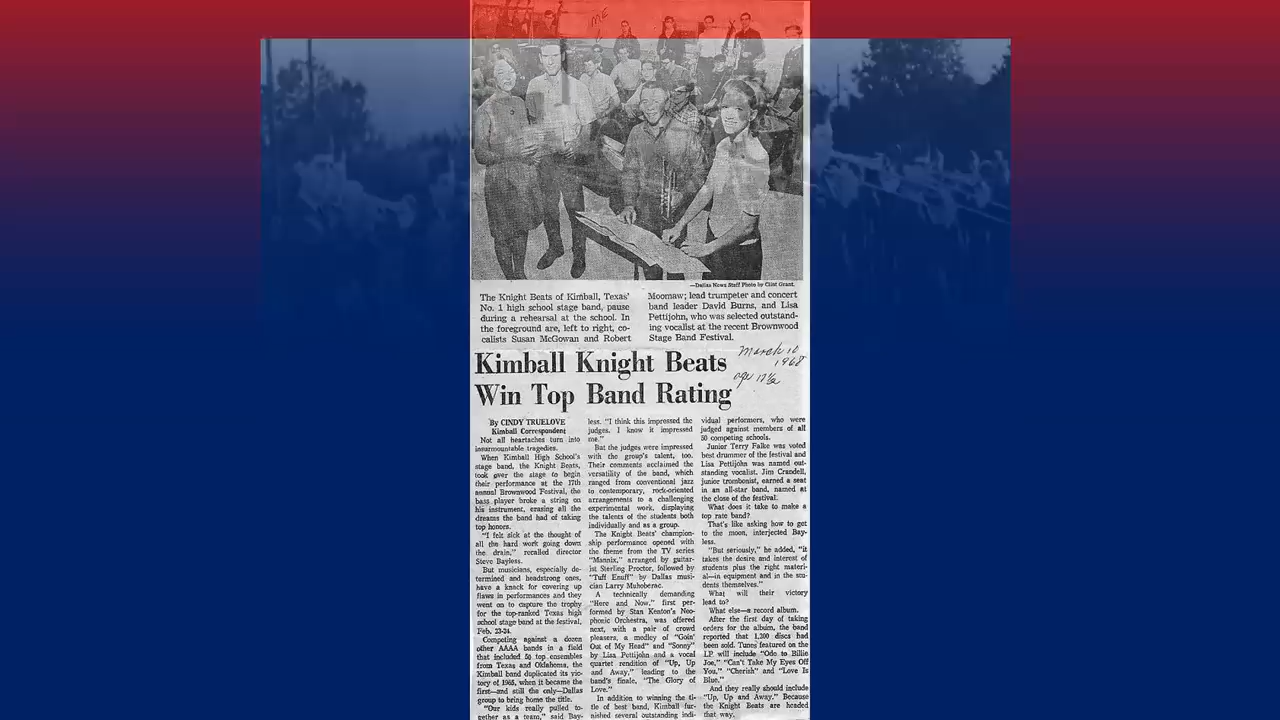 ME
—Dallas News Staff Photo by Clint Grant.
The Knight Beats of Kimball, Texas'
No. 1 high school stage band, pause
during a rehearsal at the school. In
the foreground are, left to right, co-
calists Susan McGowan and Robert
Moomaw; lead trumpeter and concert
band leader David Burns, and Lisa
Pettijohn, who was selected outstand-
ing vocalist at the recent Brownwood
Stage Band Festival.
Kimball Knight Beats
Win Top Band Rating
March 10
1968
age 17½
By CINDY TRUELOVE
Kimball Correspondent
Not all heartaches turn into
insurmountable tragedies.
When Kimball High School's
stage band, the Knight Beats,
took over the stage to begin
their performance at the 17th
annual Brownwood Festival, the
bass player broke a string on
his instrument, erasing all the
dreams the band had of taking
top honors.
"I felt sick at the thought of
all the hard work going down
the drain," recalled director
Steve Bayless.
But musicians, especially de-
termined and headstrong ones,
have a knack for covering up
flaws in performances and they
went on to capture the trophy
for the top-ranked Texas high
school stage band at the festival,
Feb. 23-24.
Competing against a dozen
other AAAA bands in a field
that included 50 top ensembles
from Texas and Oklahoma, the
Kimball band duplicated its vic-
tory of 1965, when it became the
first—and still the only—Dallas
group to bring home the title.
"Our kids really pulled to-
gether as a team," said Bay-
less. "I think this impressed the
judges. I know it impressed
me."
But the judges were impressed
with the group's talent, too.
Their comments acclaimed the
versatility of the band, which
ranged from conventional jazz
to contemporary, rock-oriented
arrangements to a challenging
experimental work, displaying
the talents of the students both
individually and as a group.
The Knight Beats' champion-
ship performance opened with
the theme from the TV series
"Mannix," arranged by guitar-
ist Sterling Proctor, followed by
"Tuff Enuff" by Dallas musi-
cian Larry Muhoberac.
A technically demanding
"Here and Now," first per-
formed by Stan Kenton's Neo-
phonic Orchestra, was offered
next, with a pair of crowd
pleasers, a medley of "Goin'
Out of My Head" and "Sonny"
by Lisa Pettijohn and a vocal
quartet rendition of "Up, Up
and Away," leading to the
band's finale, "The Glory of
Love."
In addition to winning the ti-
tle of best band, Kimball fur-
nished several outstanding indi-
vidual performers, who were
judged against members of all
50 competing schools.
Junior Terry Falke was voted
best drummer of the festival and
Lisa Pettijohn was named out-
standing vocalist. Jim Crandell,
junior trombonist, earned a seat
in an all-star band, named at
the close of the festival.
What does it take to make a
top rate band?
That's like asking how to get
to the moon, interjected Bay-
less.
"But seriously," he added, "it
takes the desire and interest of
students plus the right materi-
al—in equipment and in the stu-
dents themselves."
What will their victory
lead to?
What else—a record album.
After the first day of taking
orders for the album, the band
reported that 1,200 discs had
been sold. Tunes featured on the
LP will include "Ode to Billie
Joe," "Can't Take My Eyes Off
You," "Cherish" and "Love Is
Blue."
And they really should include
"Up, Up and Away." Because
the Knight Beats are headed
that way.